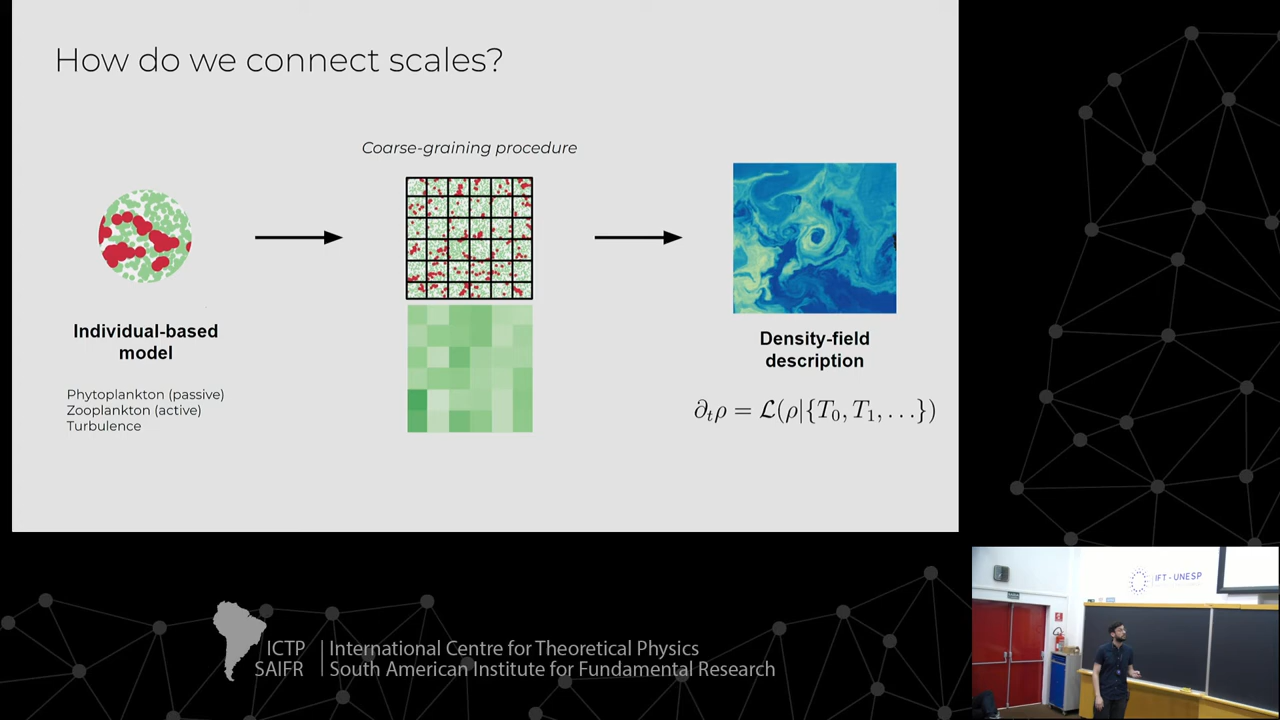 How do we connect scales?
Coarse-graining procedure
Individual-based
model
Phytoplankton (passive)
Zooplankton (active)
Turbulence
Density-field
description
∂ₜρ = ℒ(ρ|{T₀, T₁, . . .})
IFT - UNESP
ICTP
SAIFR
International Centre for Theoretical Physics
South American Institute for Fundamental Research